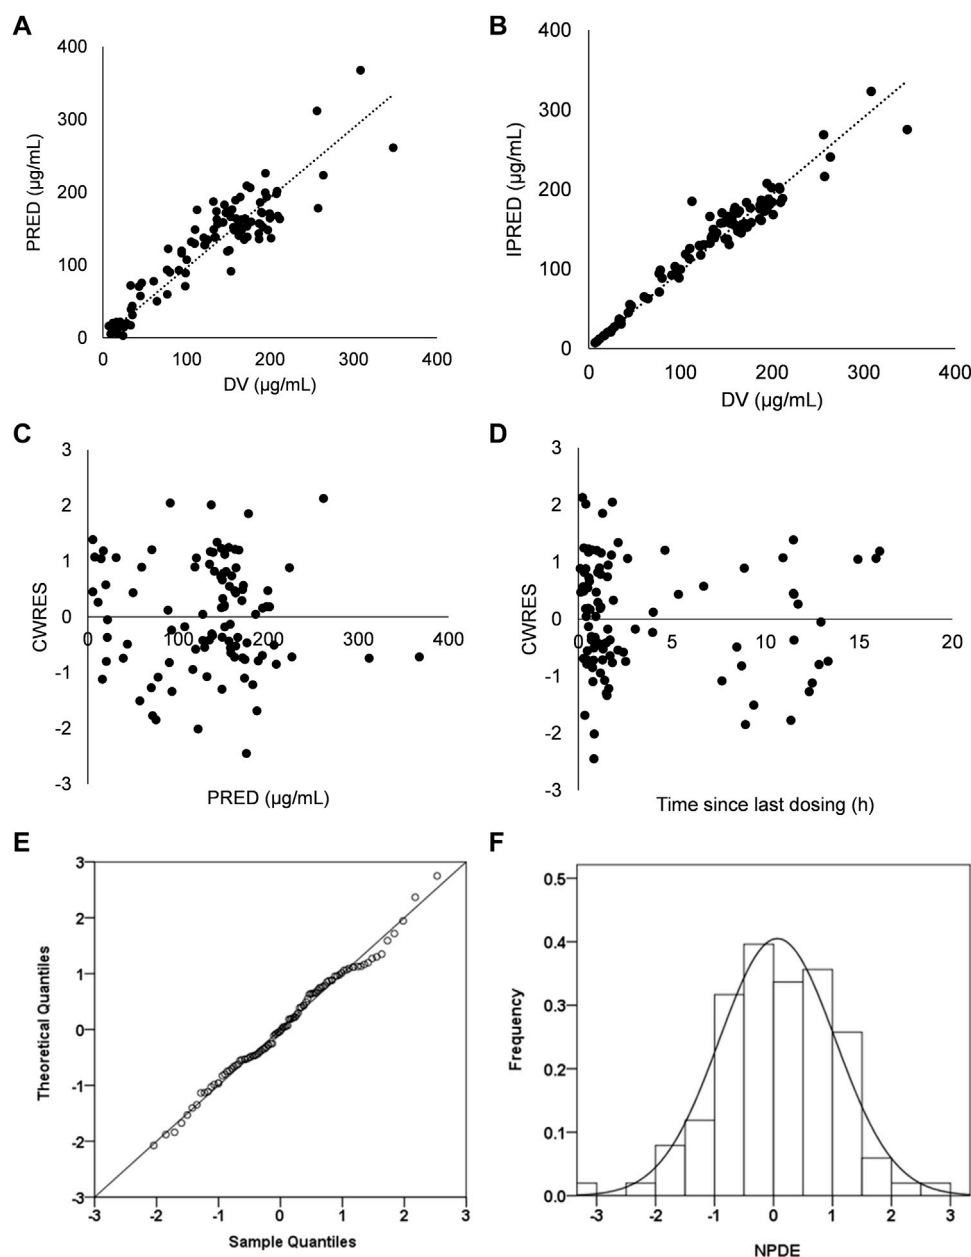 A
400
300
200
100
0
0 100 200 300 400
PRED (µg/mL)
DV (µg/mL)
B
400
300
200
100
0
0 100 200 300 400
IPRED (µg/mL)
DV (µg/mL)
C
3
2
1
0
-1
-2
-3
0 100 200 300 400
CWRES
PRED (µg/mL)
D
3
2
1
0
-1
-2
-3
0 5 10 15 20
CWRES
Time since last dosing (h)
E
3
2
1
0
-1
-2
-3
-3 -2 -1 0 1 2 3
Theoretical Quantiles
Sample Quantiles
F
0.5
0.4
0.3
0.2
0.1
0.0
-3 -2 -1 0 1 2 3
Frequency
NPDE